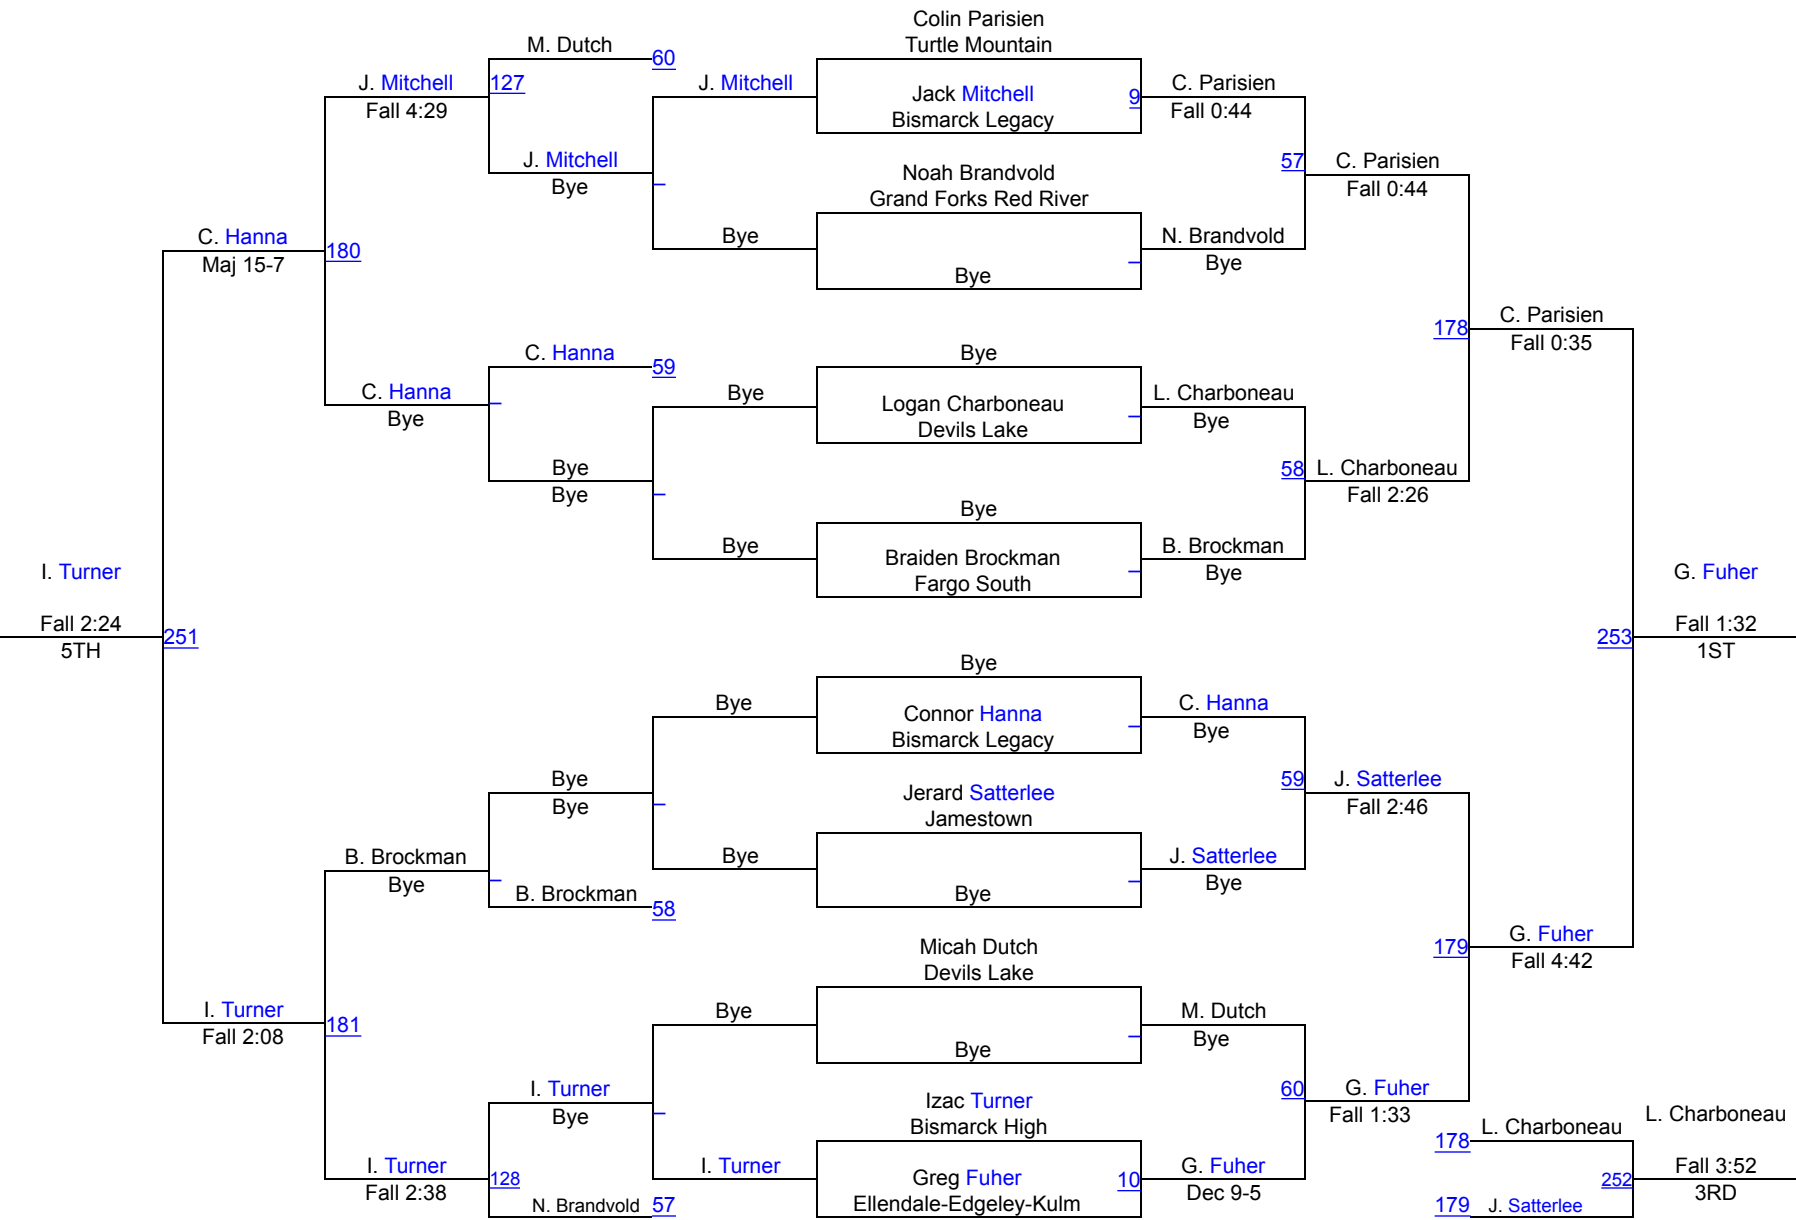 Colin Parisien
Turtle Mountain
M. Dutch
60
J. Mitchell
127
J. Mitchell
Jack Mitchell
9
C. Parisien
Fall 4:29
Bismarck Legacy
Fall 0:44
J. Mitchell
Bye
Noah Brandvold
Grand Forks Red River
57
C. Parisien
Fall 0:44
C. Hanna
180
Maj 15-7
Bye
Bye
N. Brandvold
Bye
C. Parisien
178
Fall 0:35
C. Hanna
59
Bye
C. Hanna
Bye
Bye
Logan Charboneau
Devils Lake
L. Charboneau
Bye
Bye
Bye
58
L. Charboneau
Fall 2:26
Bye
Bye
Braiden Brockman
Fargo South
B. Brockman
Bye
I. Turner
Fall 2:24
5TH
251
G. Fuher
Fall 1:32
253
1ST
Bye
Bye
Connor Hanna
Bismarck Legacy
C. Hanna
Bye
Bye
Bye
Jerard Satterlee
Jamestown
59
J. Satterlee
Fall 2:46
B. Brockman
Bye
B. Brockman
58
Bye
Bye
J. Satterlee
Bye
Micah Dutch
Devils Lake
179
G. Fuher
Fall 4:42
I. Turner
181
Fall 2:08
Bye
Bye
M. Dutch
Bye
I. Turner
Bye
Izac Turner
Bismarck High
60
G. Fuher
Fall 1:33
L. Charboneau
178
L. Charboneau
I. Turner
128
Fall 2:38
I. Turner
Greg Fuher
10
Ellendale-Edgeley-Kulm
G. Fuher
Dec 9-5
252
Fall 3:52
3RD
N. Brandvold
57
179
J. Satterlee